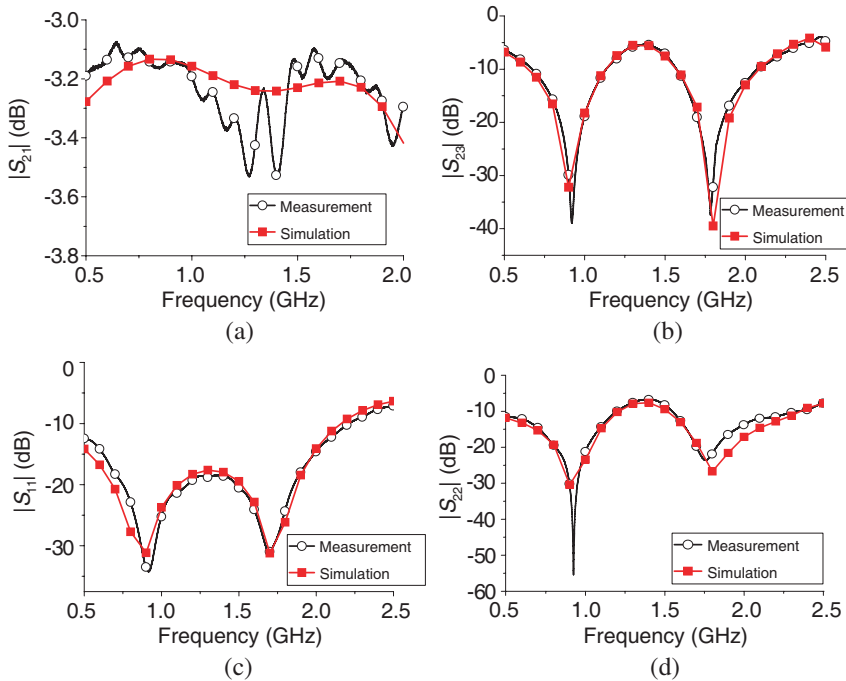 -3.0
-3.2
-3.4
-3.6
-3.8
|S21| (dB)
Measurement
Simulation
0.5 1.0 1.5 2.0
Frequency (GHz)
(a)
0
-10
-20
-30
-40
|S23| (dB)
Measurement
Simulation
0.5 1.0 1.5 2.0 2.5
Frequency (GHz)
(b)
0
-10
-20
-30
|S11| (dB)
Measurement
Simulation
0.5 1.0 1.5 2.0 2.5
Frequency (GHz)
(c)
0
-10
-20
-30
-40
-50
-60
|S22| (dB)
Measurement
Simulation
0.5 1.0 1.5 2.0 2.5
Frequency (GHz)
(d)